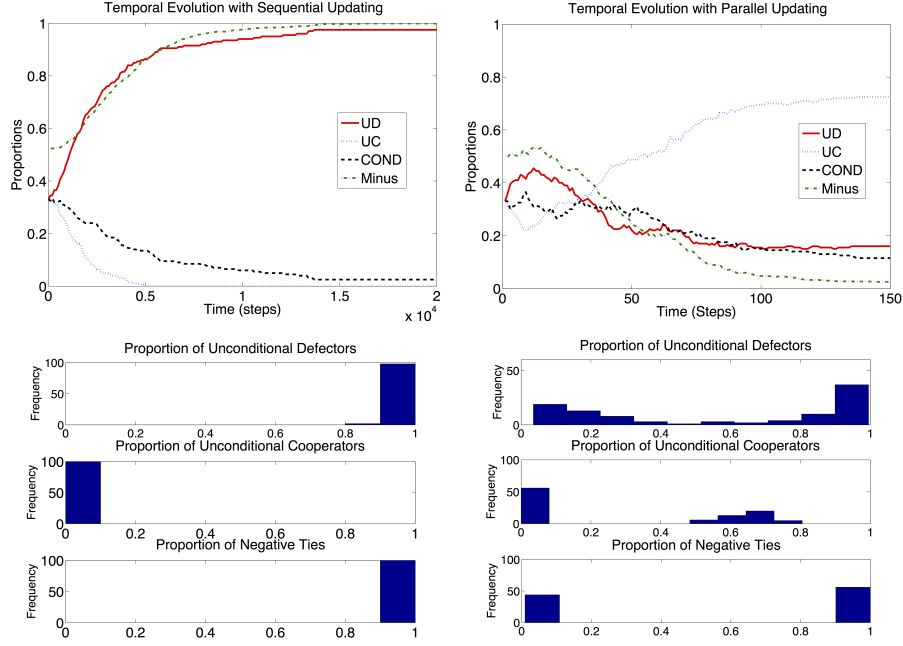 Temporal Evolution with Sequential Updating
1
0.8
0.6
0.4
0.2
0
Proportions
UD
UC
COND
Minus
0 0.5 1 1.5 2
Time (steps)
x 10^4
Temporal Evolution with Parallel Updating
1
0.8
0.6
0.4
0.2
0
Proportions
UD
UC
COND
Minus
0 50 100 150
Time (Steps)
Proportion of Unconditional Defectors
100
50
0
Frequency
0 0.2 0.4 0.6 0.8 1
Proportion of Unconditional Cooperators
100
50
0
Frequency
0 0.2 0.4 0.6 0.8 1
Proportion of Negative Ties
100
50
0
Frequency
0 0.2 0.4 0.6 0.8 1
Proportion of Unconditional Defectors
50
0
Frequency
0 0.2 0.4 0.6 0.8 1
Proportion of Unconditional Cooperators
100
50
0
Frequency
0 0.2 0.4 0.6 0.8 1
Proportion of Negative Ties
100
50
0
Frequency
0 0.2 0.4 0.6 0.8 1